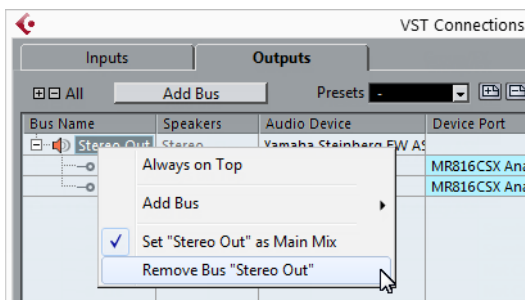 VST Connections
Inputs
Outputs
All
Add Bus
Presets -
Bus Name Speakers Audio Device Device Port
Stereo Out Stereo Yamaha Steinberg FW AS
MR816CSX Ana
MR816CSX Ana
Always on Top
Add Bus
Set "Stereo Out" as Main Mix
Remove Bus "Stereo Out"